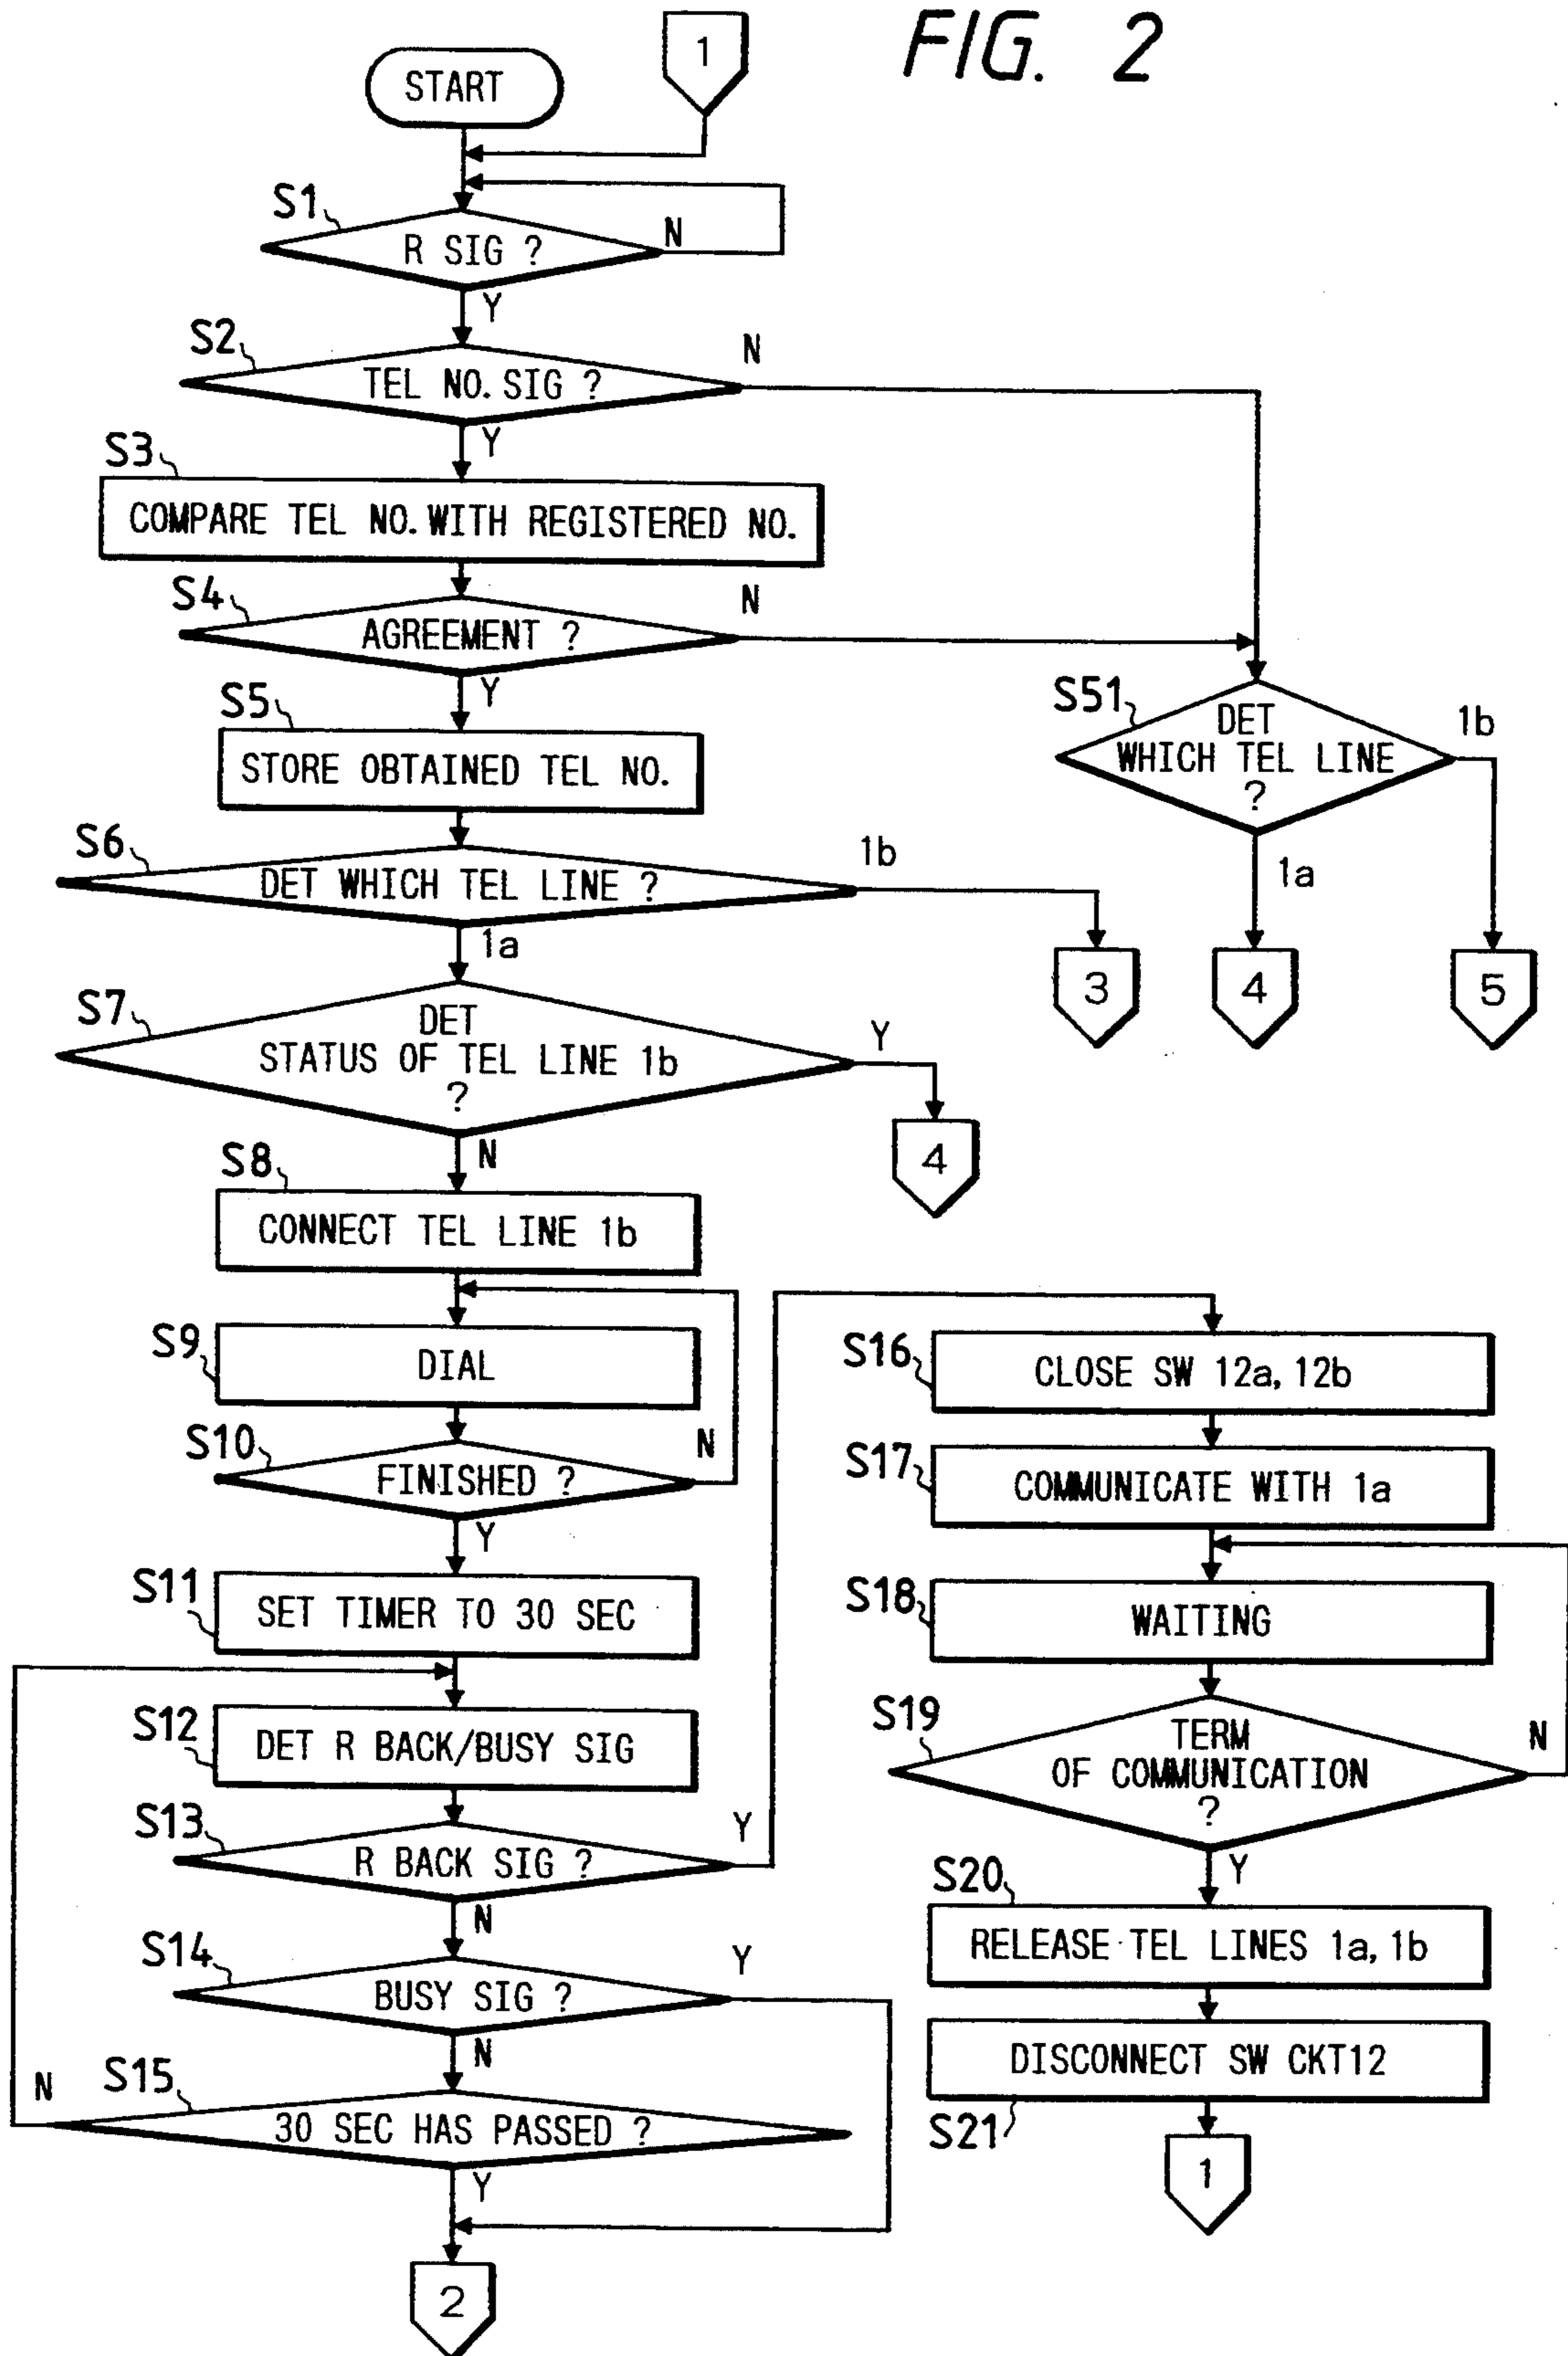 FIG. 2
1
START
S1
R SIG ?
N
Y
S2
TEL NO. SIG ?
N
Y
S3
COMPARE TEL NO. WITH REGISTERED NO.
S4
AGREEMENT ?
N
Y
S5
STORE OBTAINED TEL NO.
S51
DET
WHICH TEL LINE
?
1b
1a
S6
DET WHICH TEL LINE ?
1b
1a
3
4
5
S7
DET
STATUS OF TEL LINE 1b
?
Y
4
N
S8
CONNECT TEL LINE 1b
S9
DIAL
S10
FINISHED ?
N
Y
S11
SET TIMER TO 30 SEC
S12
DET R BACK/BUSY SIG
S13
R BACK SIG ?
Y
N
S14
BUSY SIG ?
Y
N
S15
30 SEC HAS PASSED ?
N
Y
2
S16
CLOSE SW 12a, 12b
S17
COMMUNICATE WITH 1a
S18
WAITING
S19
TERM
OF COMMUNICATION
?
N
Y
S20
RELEASE TEL LINES 1a, 1b
DISCONNECT SW CKT12
S21
1